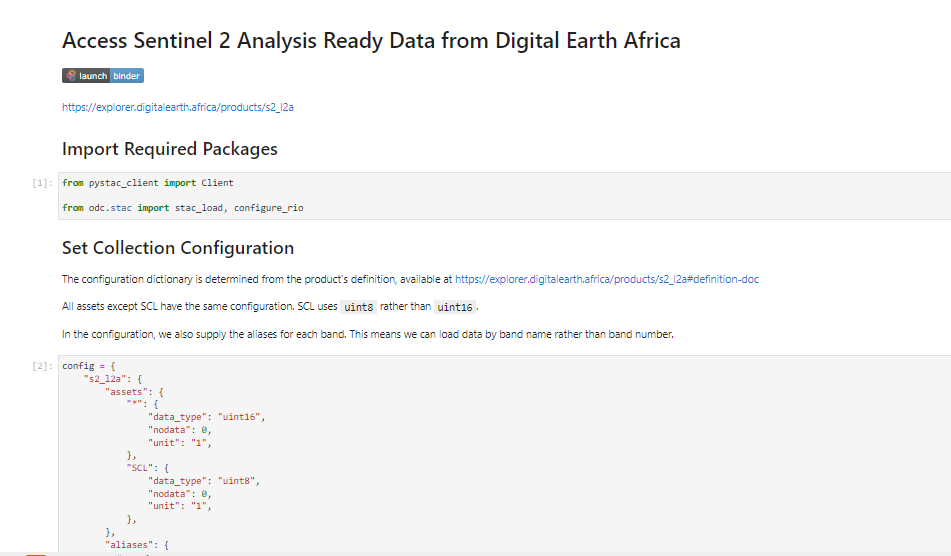 Access Sentinel 2 Analysis Ready Data from Digital Earth Africa
launch binder
https://explorer.digitalearth.africa/products/s2_l2a
Import Required Packages
[1]: from pystac_client import Client
from odc.stac import stac_load, configure_rio
Set Collection Configuration
The configuration dictionary is determined from the product's definition, available at https://explorer.digitalearth.africa/products/s2_l2a#definition-doc
All assets except SCL have the same configuration. SCL uses uint8 rather than uint16.
In the configuration, we also supply the aliases for each band. This means we can load data by band name rather than band number.
[2]: config = {
"s2_l2a": {
"assets": {
"*": {
"data_type": "uint16",
"nodata": 0,
"unit": "1",
},
"SCL": {
"data_type": "uint8",
"nodata": 0,
"unit": "1",
},
},
"aliases": {